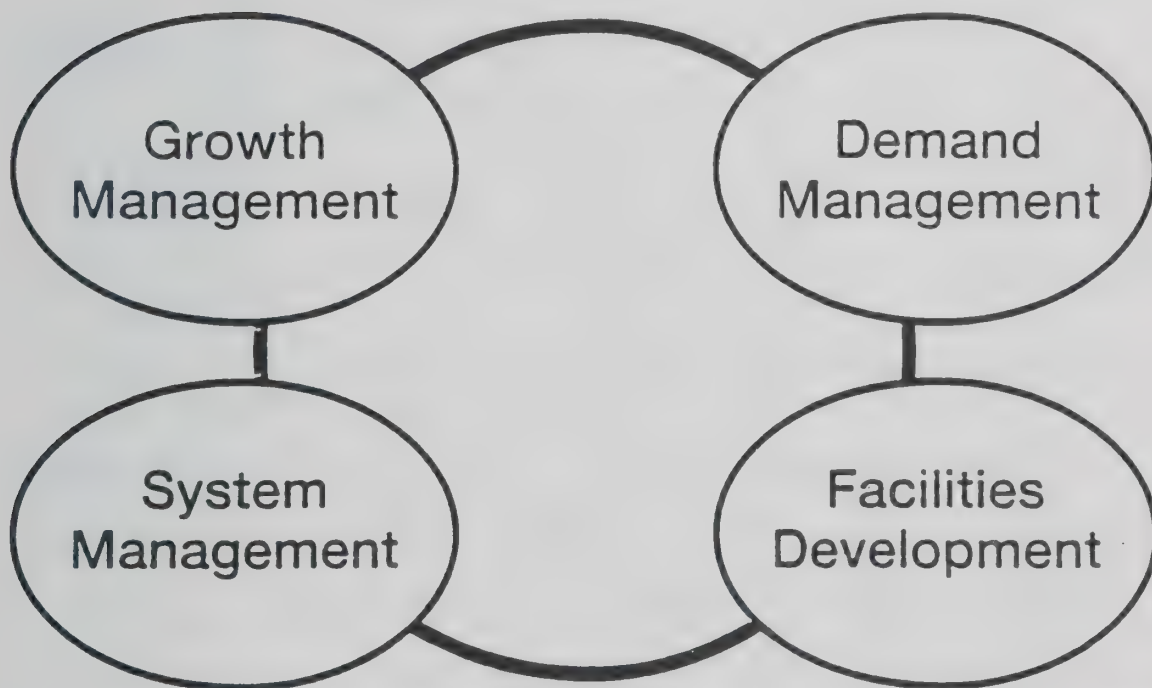 Growth
Management
Demand
Management
System
Management
Facilities
Development